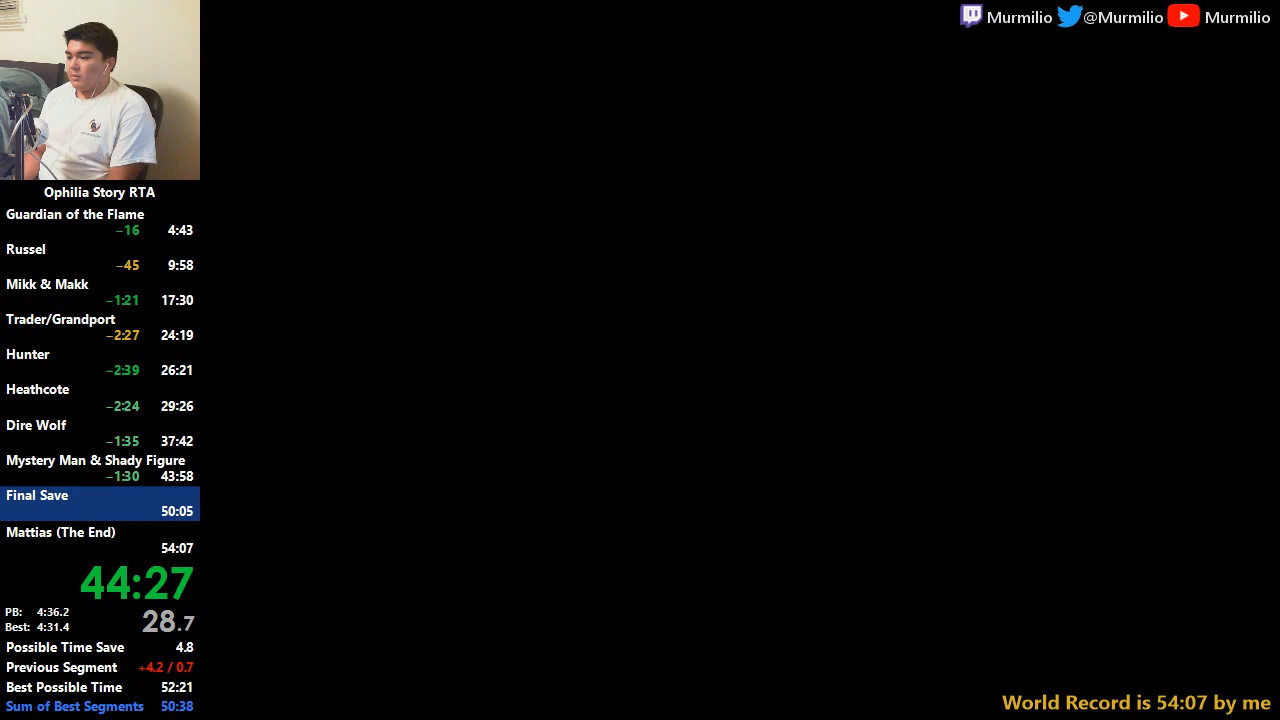 Murmilo @Murmilio Murmilio
Ophilia Story RTA
Guardian of the Flame
−16 4:43
Russel
−45 9:58
Mikk & Makk
−1:21 17:30
Trader/Grandport
−2:27 24:19
Hunter
−2:39 26:21
Heathcote
−2:24 29:26
Dire Wolf
−1:35 37:42
Mystery Man & Shady Figure
−1:30 43:58
Final Save
50:05
Mattias (The End)
54:07
44:27
PB: 4:36.2
28.7
Best: 4:31.4
Possible Time Save 4.8
Previous Segment +4.2 / 0.7
Best Possible Time 52:21
Sum of Best Segments 50:38
World Record is 54:07 by me